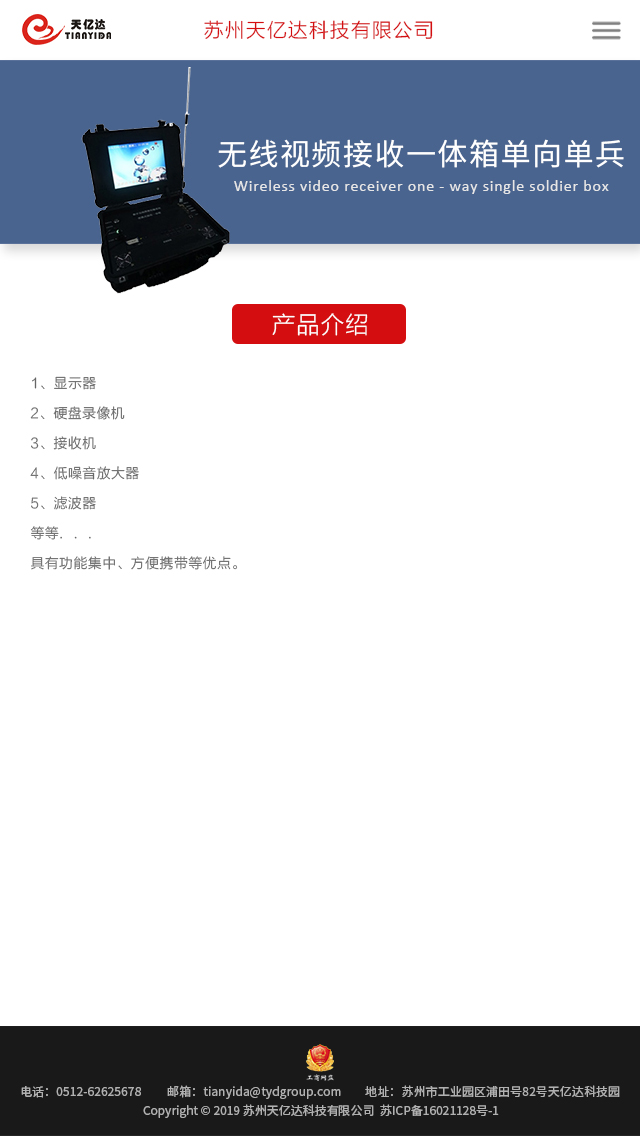 天亿达
TIANYIDA
苏州天亿达科技有限公司
无线视频接收一体箱单向单兵
Wireless video receiver one - way single soldier box
产品介绍
1、显示器
2、硬盘录像机
3、接收机
4、低噪音放大器
5、滤波器
等等．．．
具有功能集中、方便携带等优点。
工商网监
电话：0512-62625678 邮箱：tianyida@tydgroup.com 地址：苏州市工业园区浦田号82号天亿达科技园
Copyright © 2019 苏州天亿达科技有限公司 苏ICP备16021128号-1